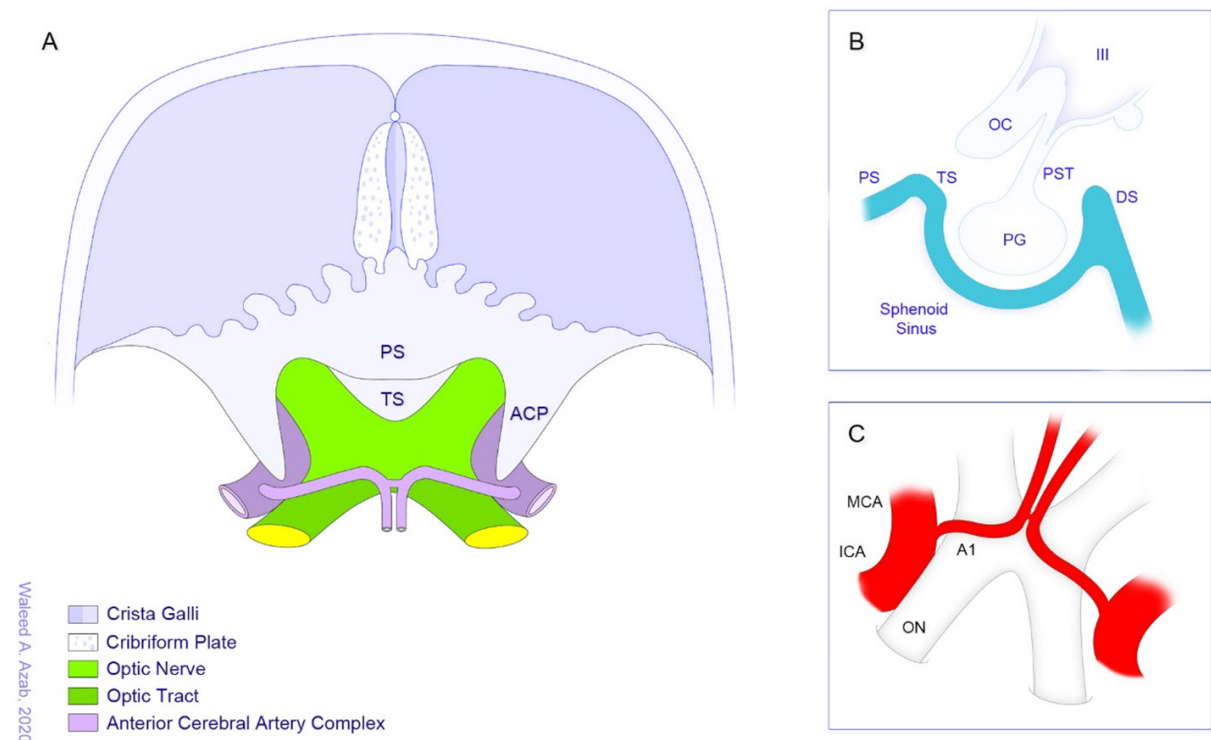 A
PS
TS
ACP
Crista Galli
Cribriform Plate
Optic Nerve
Optic Tract
Anterior Cerebral Artery Complex
Waleed A. Azab, 2020
B
III
OC
PS
TS
PST
DS
PG
Sphenoid
Sinus
C
MCA
ICA
A1
ON